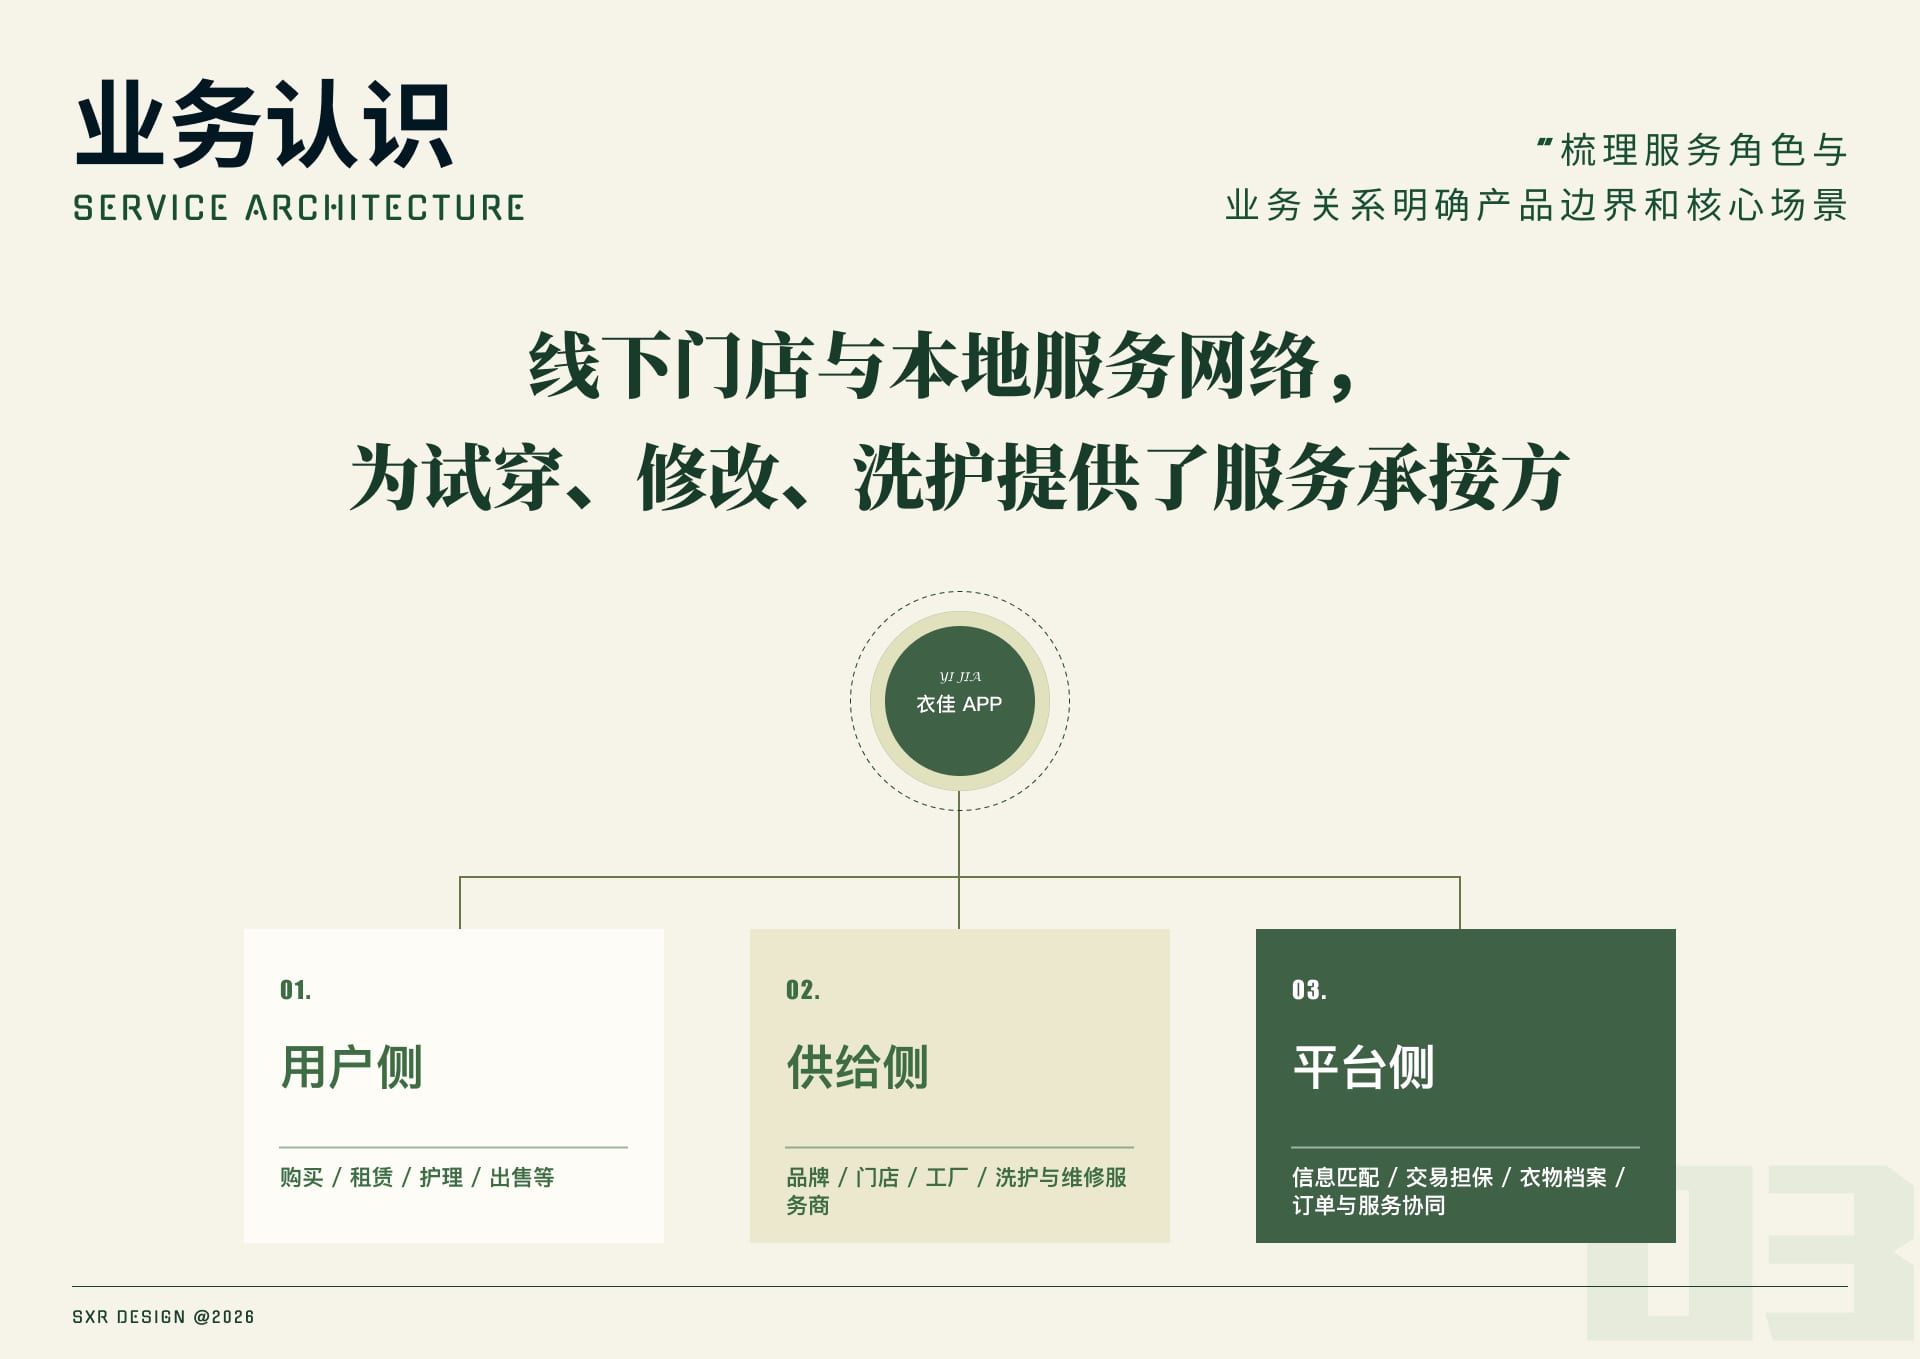 业务认识
SERVICE ARCHITECTURE
“梳理服务角色与
业务关系明确产品边界和核心场景
线下门店与本地服务网络，
为试穿、修改、洗护提供了服务承接方
YI JIA
衣佳 APP
01.
用户侧
购买 / 租赁 / 护理 / 出售等
02.
供给侧
品牌 / 门店 / 工厂 / 洗护与维修服
务商
03.
平台侧
信息匹配 / 交易担保 / 衣物档案 /
订单与服务协同
03
SXR DESIGN @2026